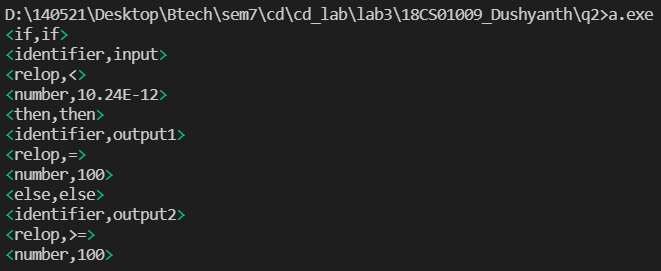 D:\140521\Desktop\Btech\sem7\cd\cd_lab\lab3\18CS01009_Dushyanth\q2>a.exe
<if,if>
<identifier,input>
<relop,<>
<number,10.24E-12>
<then,then>
<identifier,output1>
<relop,=>
<number,100>
<else,else>
<identifier,output2>
<relop,>=>
<number,100>